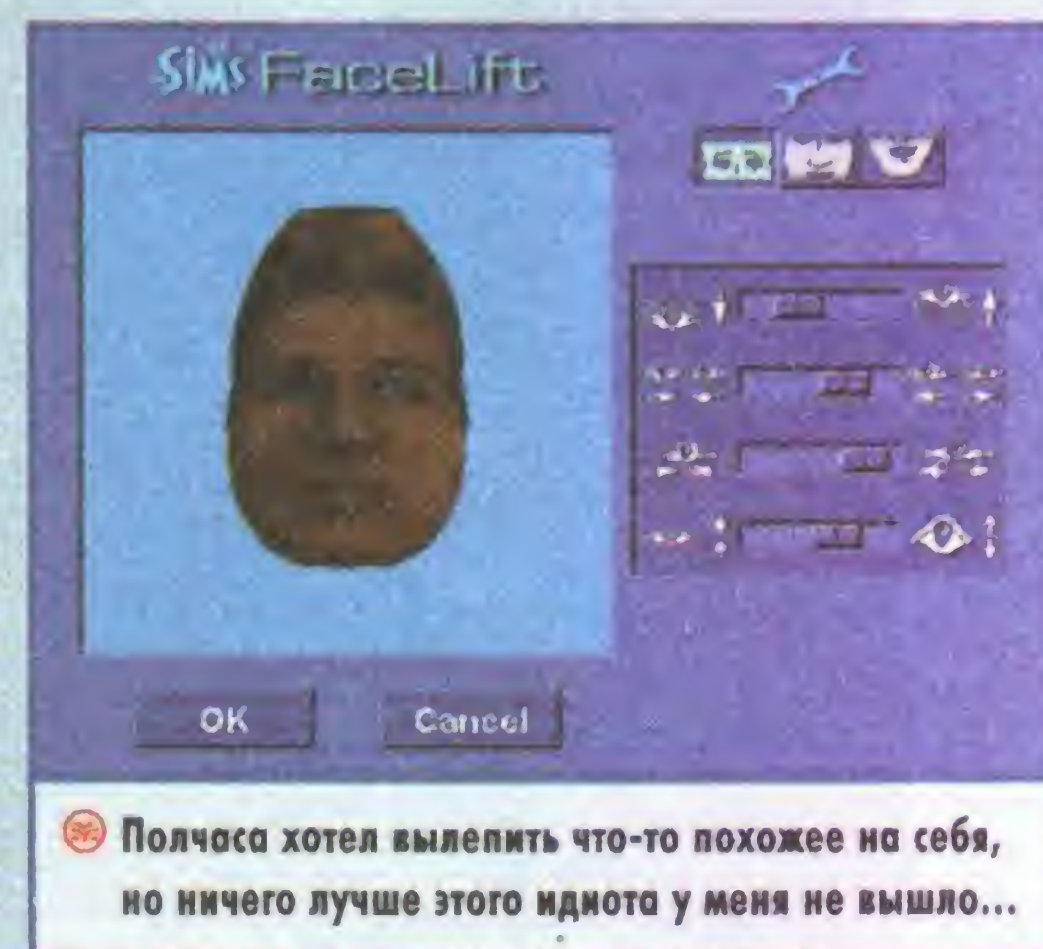 Sims FaceLift
OK
Cancel
Полчаса хотел вылепить что-то похожее на себя,
но ничего лучше этого идиота у меня не вышло...